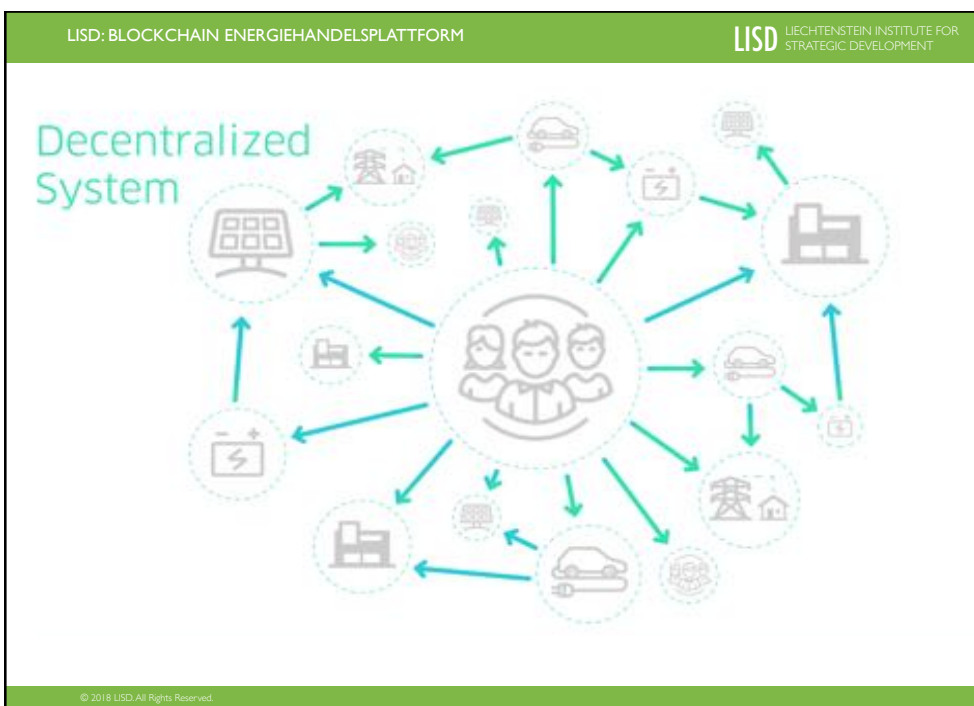 LISD: BLOCKCHAIN ENERGIEHANDELSPLATTFORM
LISD LIECHTENSTEIN INSTITUTE FOR
STRATEGIC DEVELOPMENT
Decentralized
System
© 2018 LISD. All Rights Reserved.